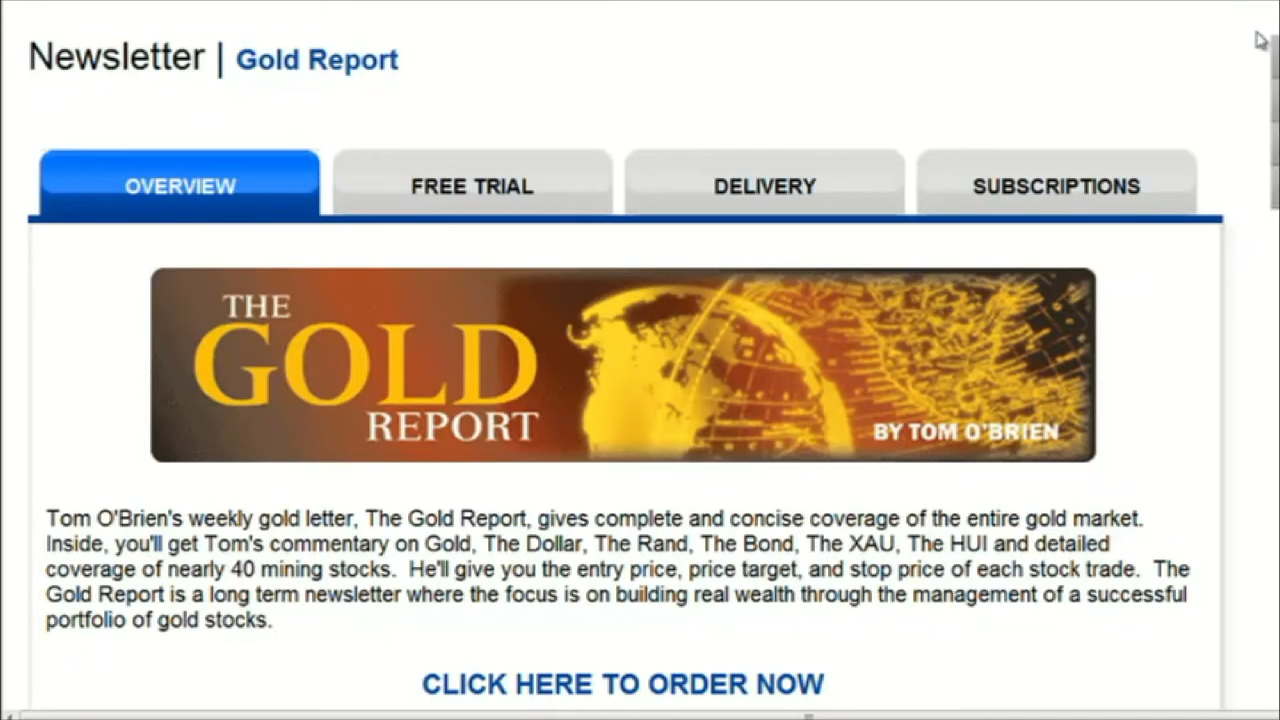 Newsletter | Gold Report
OVERVIEW
FREE TRIAL
DELIVERY
SUBSCRIPTIONS
THE
GOLD
REPORT
BY TOM O'BRIEN
Tom O'Brien's weekly gold letter, The Gold Report, gives complete and concise coverage of the entire gold market.
Inside, you'll get Tom's commentary on Gold, The Dollar, The Rand, The Bond, The XAU, The HUI and detailed
coverage of nearly 40 mining stocks.  He'll give you the entry price, price target, and stop price of each stock trade.  The
Gold Report is a long term newsletter where the focus is on building real wealth through the management of a successful
portfolio of gold stocks.
CLICK HERE TO ORDER NOW